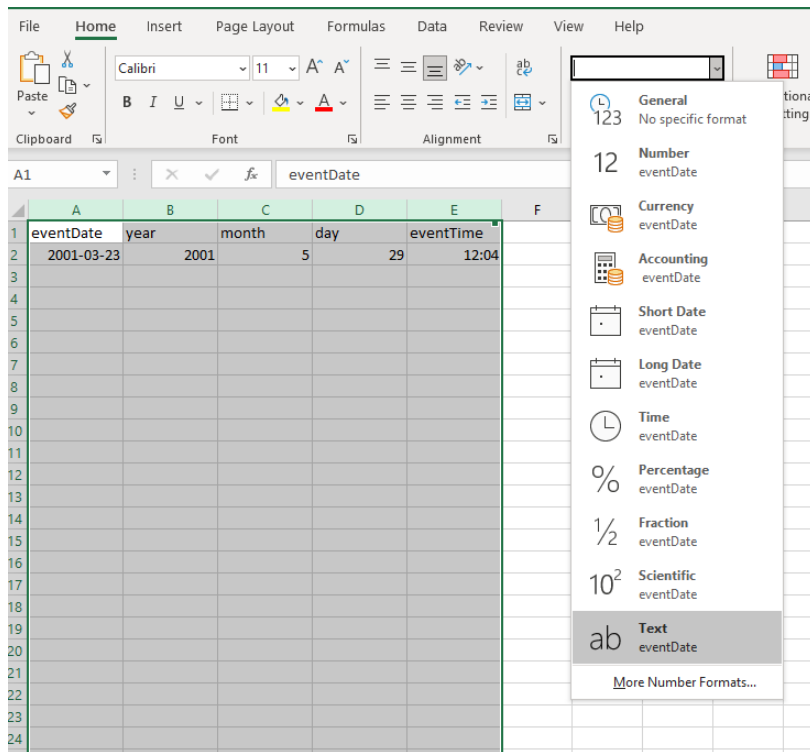 File Home Insert Page Layout Formulas Data Review View Help
Calibri 11 A A ab
Paste B I U A tiona
tting
Clipboard Font Alignment
A1 fx eventDate
A B C D E F
1 eventDate year month day eventTime
2 2001-03-23 2001 5 29 12:04
3
4
5
6
7
8
9
10
11
12
13
14
15
16
17
18
19
20
21
22
23
24
123 General
No specific format
12 Number
eventDate
Currency
eventDate
Accounting
eventDate
Short Date
eventDate
Long Date
eventDate
Time
eventDate
% Percentage
eventDate
1/2 Fraction
eventDate
10² Scientific
eventDate
ab Text
eventDate
More Number Formats...